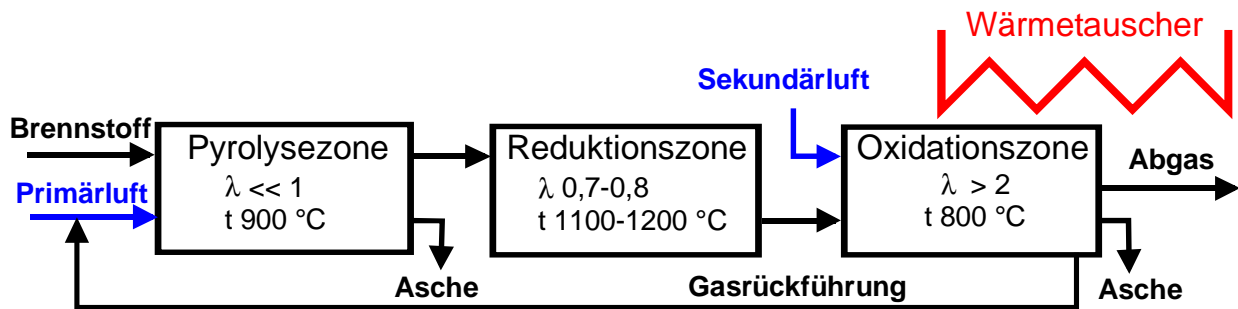 Wärmetauscher
Sekundärluft
Brennstoff
Primärluft
Pyrolysezone
λ << 1
t 900 °C
Reduktionszone
λ 0,7-0,8
t 1100-1200 °C
Oxidationszone
λ > 2
t 800 °C
Abgas
Asche
Gasrückführung
Asche